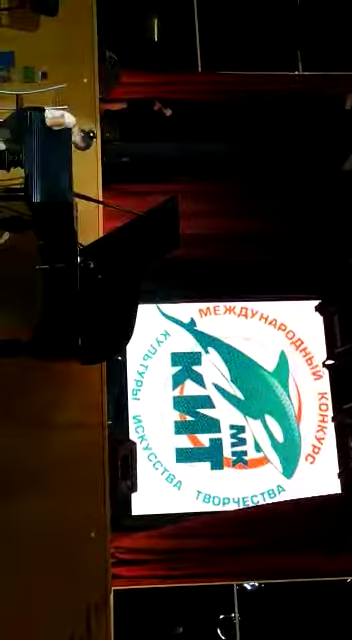 МЕЖДУНАРОДНЫЙ КОНКУРС
МК
КИТ
КУЛЬТУРЫ ИСКУССТВА ТВОРЧЕСТВА